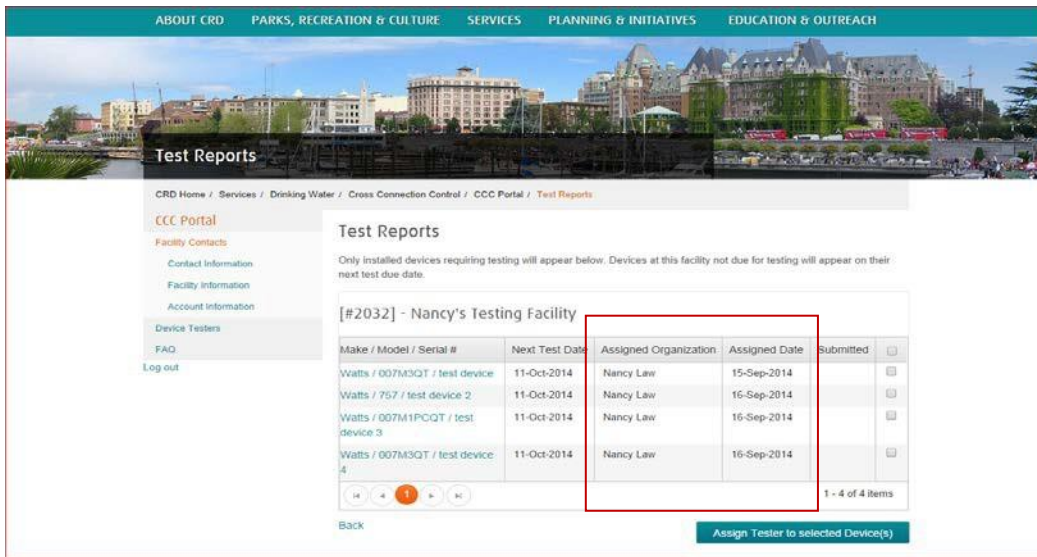 ABOUT CRD PARKS, RECREATION & CULTURE SERVICES PLANNING & INITIATIVES EDUCATION & OUTREACH
Test Reports
CRD Home / Services / Drinking Water / Cross Connection Control / CCC Portal / Test Reports
CCC Portal
Facility Contacts
Contact Information
Facility Information
Account Information
Device Testers
FAQ
Log out
Test Reports
Only installed devices requiring testing will appear below. Devices at this facility not due for testing will appear on their
next test due date.
[#2032] - Nancy's Testing Facility
Make / Model / Serial # Next Test Date Assigned Organization Assigned Date Submitted
Watts / 007M3QT / test device 11-Oct-2014 Nancy Law 15-Sep-2014
Watts / 757 / test device 2 11-Oct-2014 Nancy Law 16-Sep-2014
Watts / 007M1PCQT / test 11-Oct-2014 Nancy Law 16-Sep-2014
device 3
Watts / 007M3QT / test device 11-Oct-2014 Nancy Law 16-Sep-2014
4
1 1 - 4 of 4 items
Back
Assign Tester to selected Device(s)